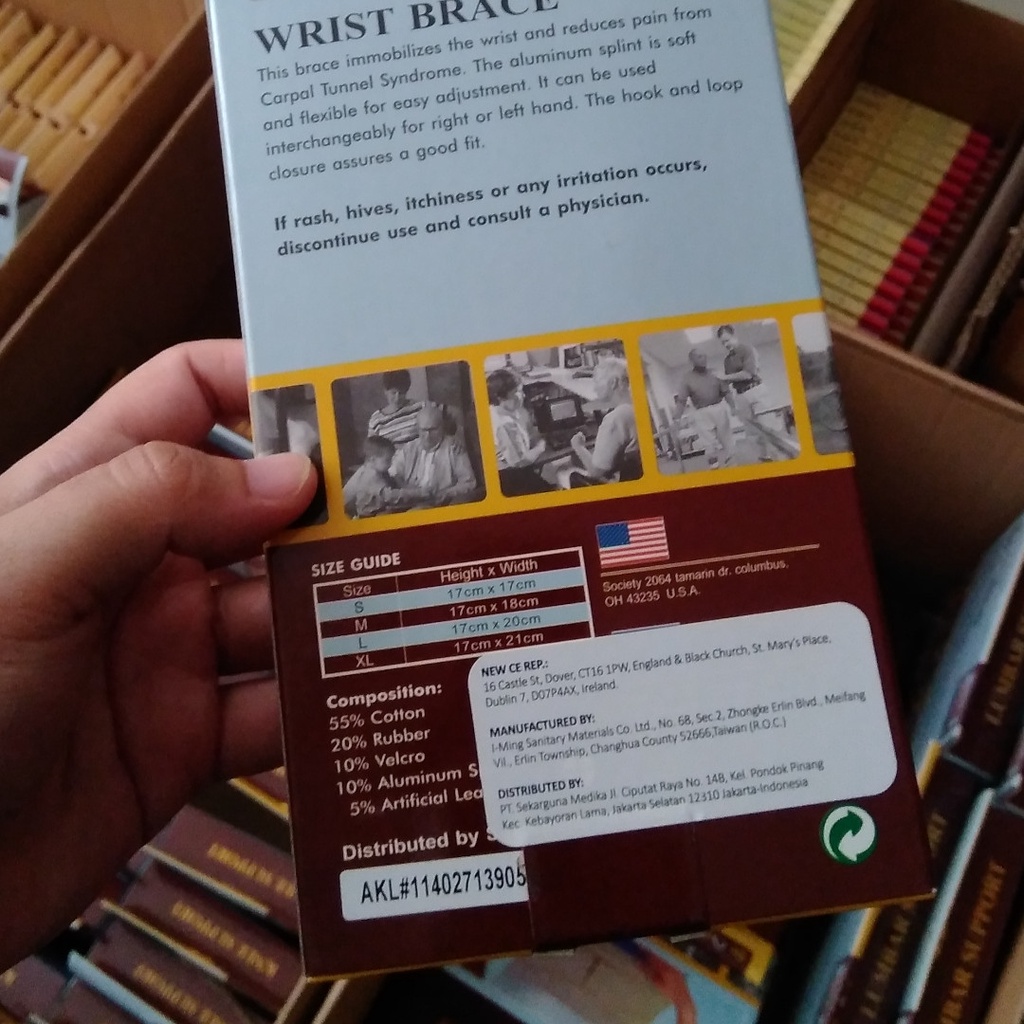 WRIST BRACE
This brace immobilizes the wrist and reduces pain from
Carpal Tunnel Syndrome. The aluminum splint is soft
and flexible for easy adjustment. It can be used
interchangeably for right or left hand. The hook and loop
closure assures a good fit.
If rash, hives, itchiness or any irritation occurs,
discontinue use and consult a physician.
SIZE GUIDE
Size Height x Width
S 17cm x 17cm
M 17cm x 18cm
L 17cm x 20cm
XL 17cm x 21cm
Society 2064 tamarin dr. columbus,
OH 43235 U.S.A.
Composition:
55% Cotton
20% Rubber
10% Velcro
10% Aluminum S
5% Artificial Lea
Distributed by S
AKL#11402713905
NEW CE REP.:
16 Castle St, Dover, CT16 1PW, England & Black Church, St. Mary's Place,
Dublin 7, D07P4AX, Ireland.
MANUFACTURED BY:
I-Ming Sanitary Materials Co. Ltd., No. 68, Sec.2, Zhongke Erlin Blvd., Meifang
Vil., Erlin Township, Changhua County 52666,Taiwan (R.O.C.)
DISTRIBUTED BY:
PT. Sekarguna Medika Jl. Ciputat Raya No. 14B, Kel. Pondok Pinang
Kec. Kebayoran Lama, Jakarta Selatan 12310 Jakarta-Indonesia
LUMBAR SUPPORT
BAR SUPPORT